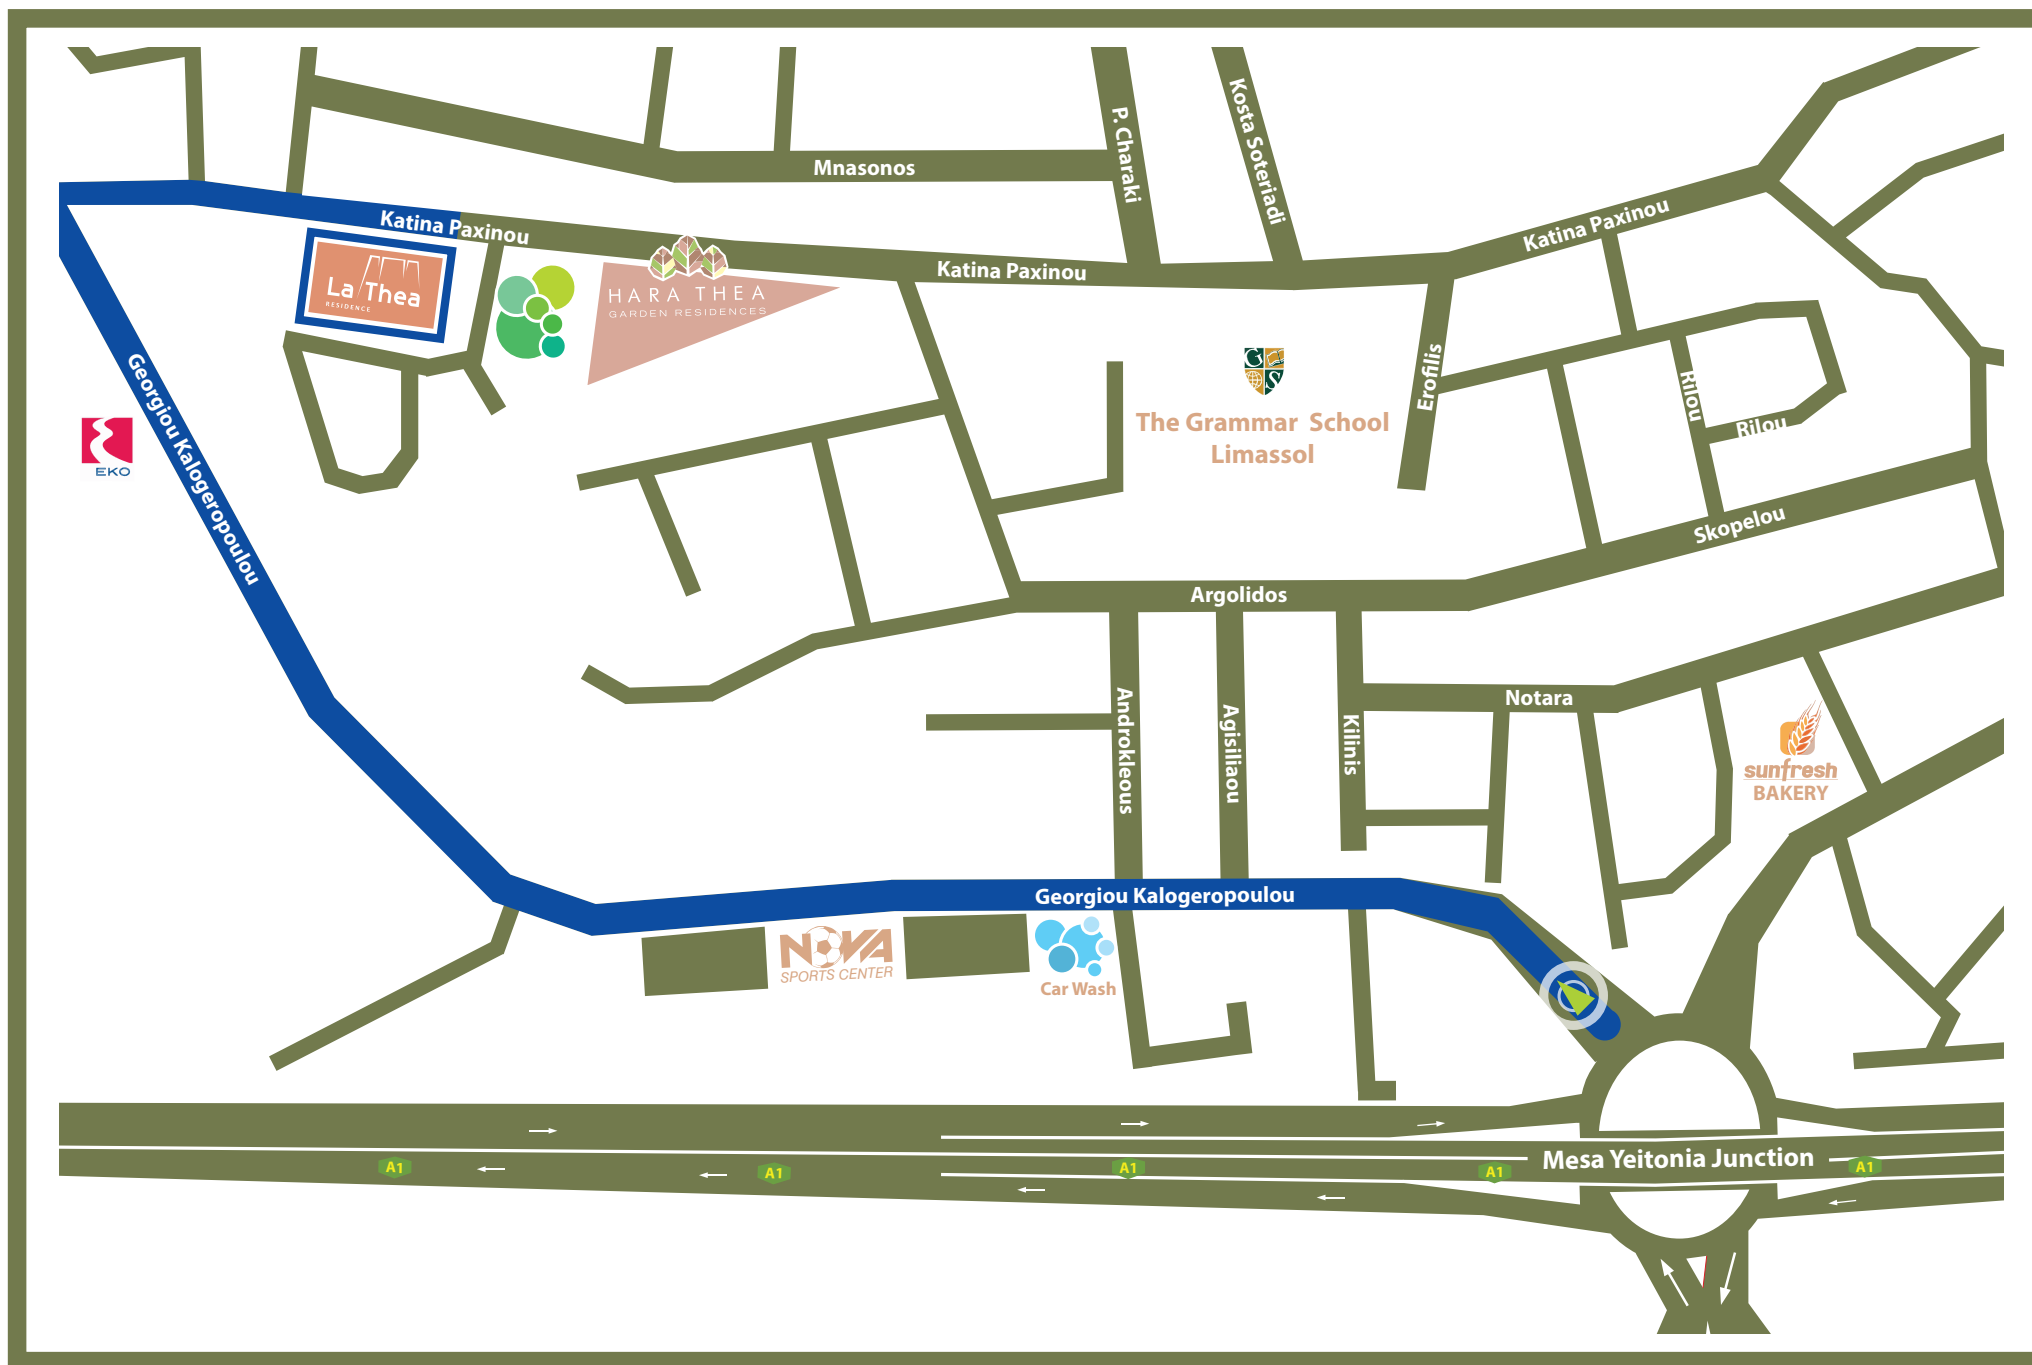 Kosta Soteriadi
P. Charaki
Mnasonos
Katina Paxinou
Katina Paxinou
Katina Paxinou
La Thea
RESIDENCE
HARA THEA
GARDEN RESIDENCES
Georgiou Kalogeropoulou
EKO
G
S
The Grammar School
Limassol
Erofilis
Rilou
Rilou
Skopelou
Argolidos
Androkleous
Agisiliaou
Kilinis
Notara
sunfresh
BAKERY
Georgiou Kalogeropoulou
NOVA
SPORTS CENTER
Car Wash
Mesa Yeitonia Junction
A1
A1
A1
A1
A1